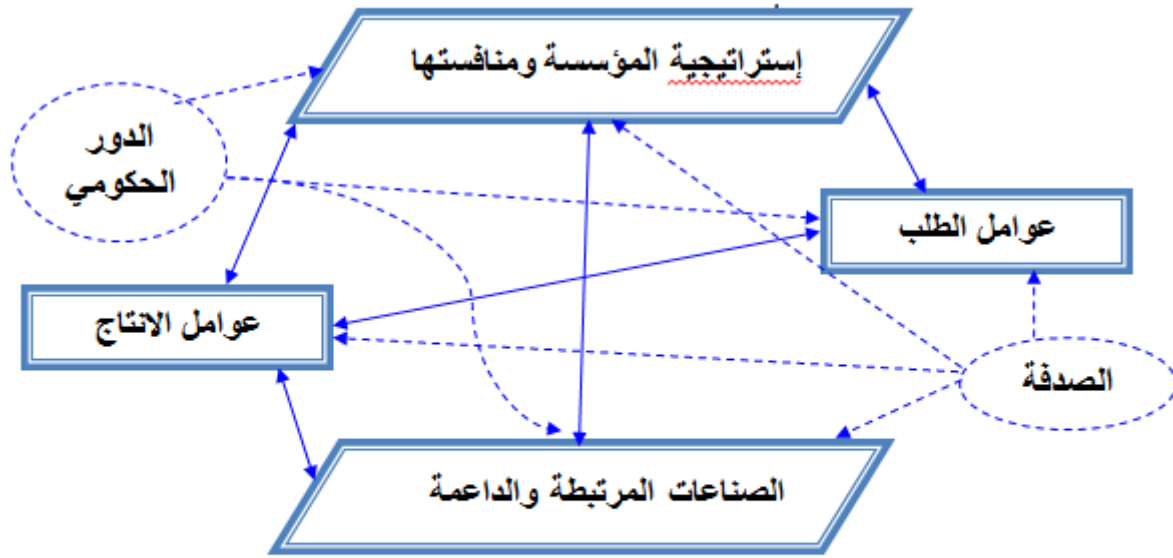 إستراتيجية المؤسسة ومنافستها
الدور
الحكومي
عوامل الطلب
عوامل الانتاج
الصدفة
الصناعات المرتبطة والداعمة